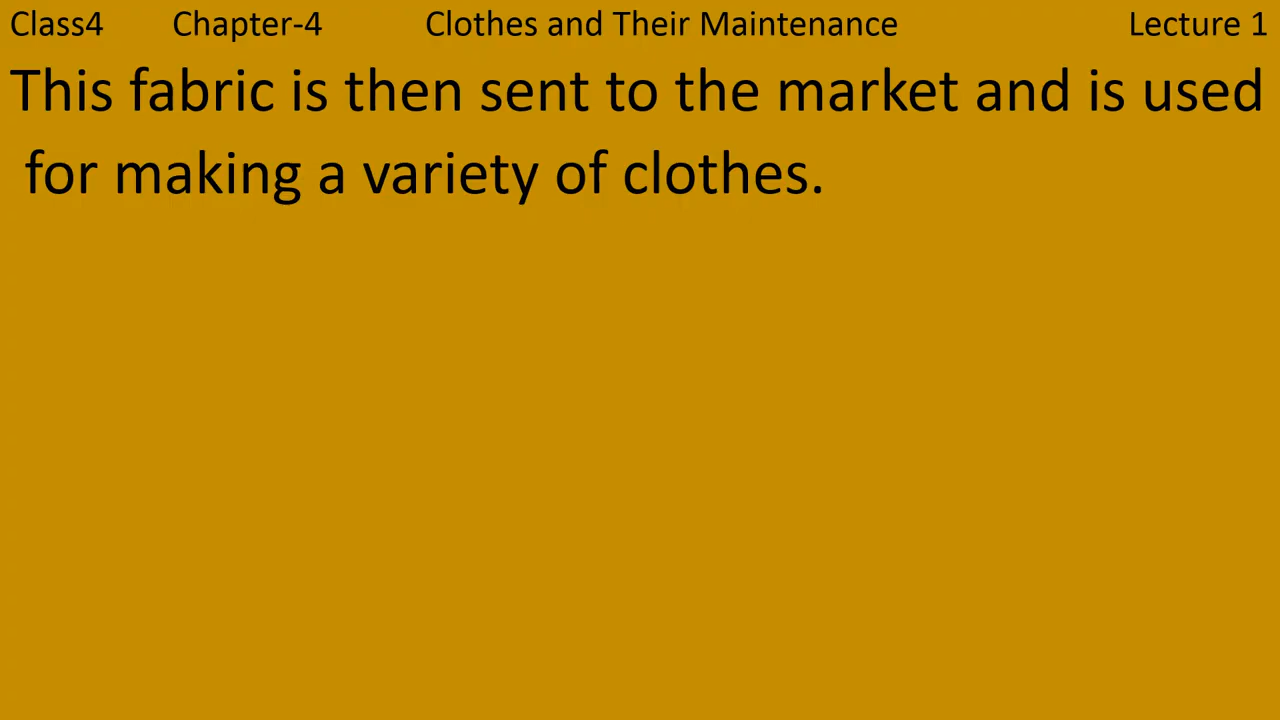 Class4 Chapter-4 Clothes and Their Maintenance Lecture 1
This fabric is then sent to the market and is used
for making a variety of clothes.